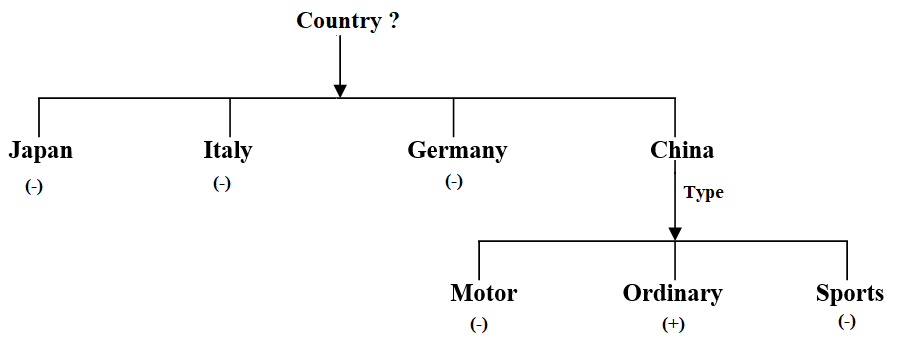 Country ?
Japan Italy Germany China
(-) (-) (-)
Type
Motor Ordinary Sports
(-) (+) (-)